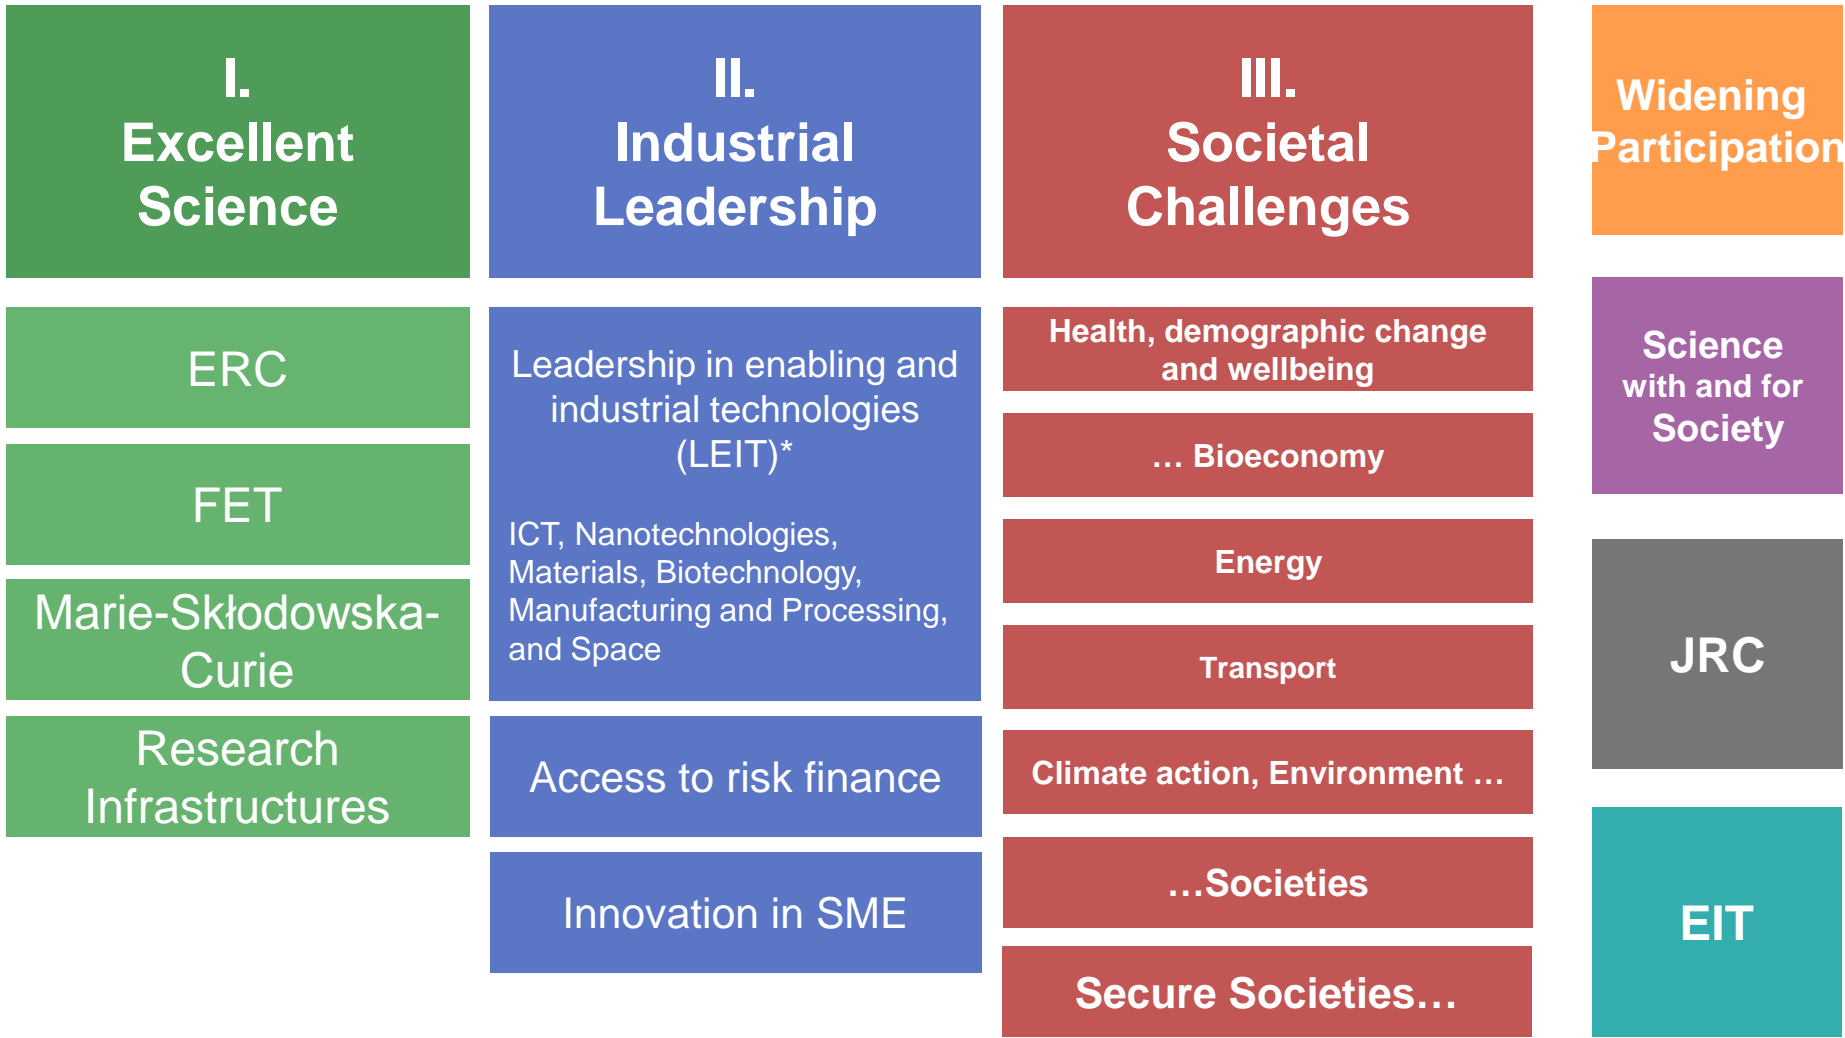 I.
Excellent
Science
ERC
FET
Marie-Skłodowska-
Curie
Research
Infrastructures
II.
Industrial
Leadership
Leadership in enabling and
industrial technologies
(LEIT)*
ICT, Nanotechnologies,
Materials, Biotechnology,
Manufacturing and Processing,
and Space
Access to risk finance
Innovation in SME
III.
Societal
Challenges
Health, demographic change
and wellbeing
… Bioeconomy
Energy
Transport
Climate action, Environment …
…Societies
Secure Societies…
Widening
Participation
Science
with and for
Society
JRC
EIT